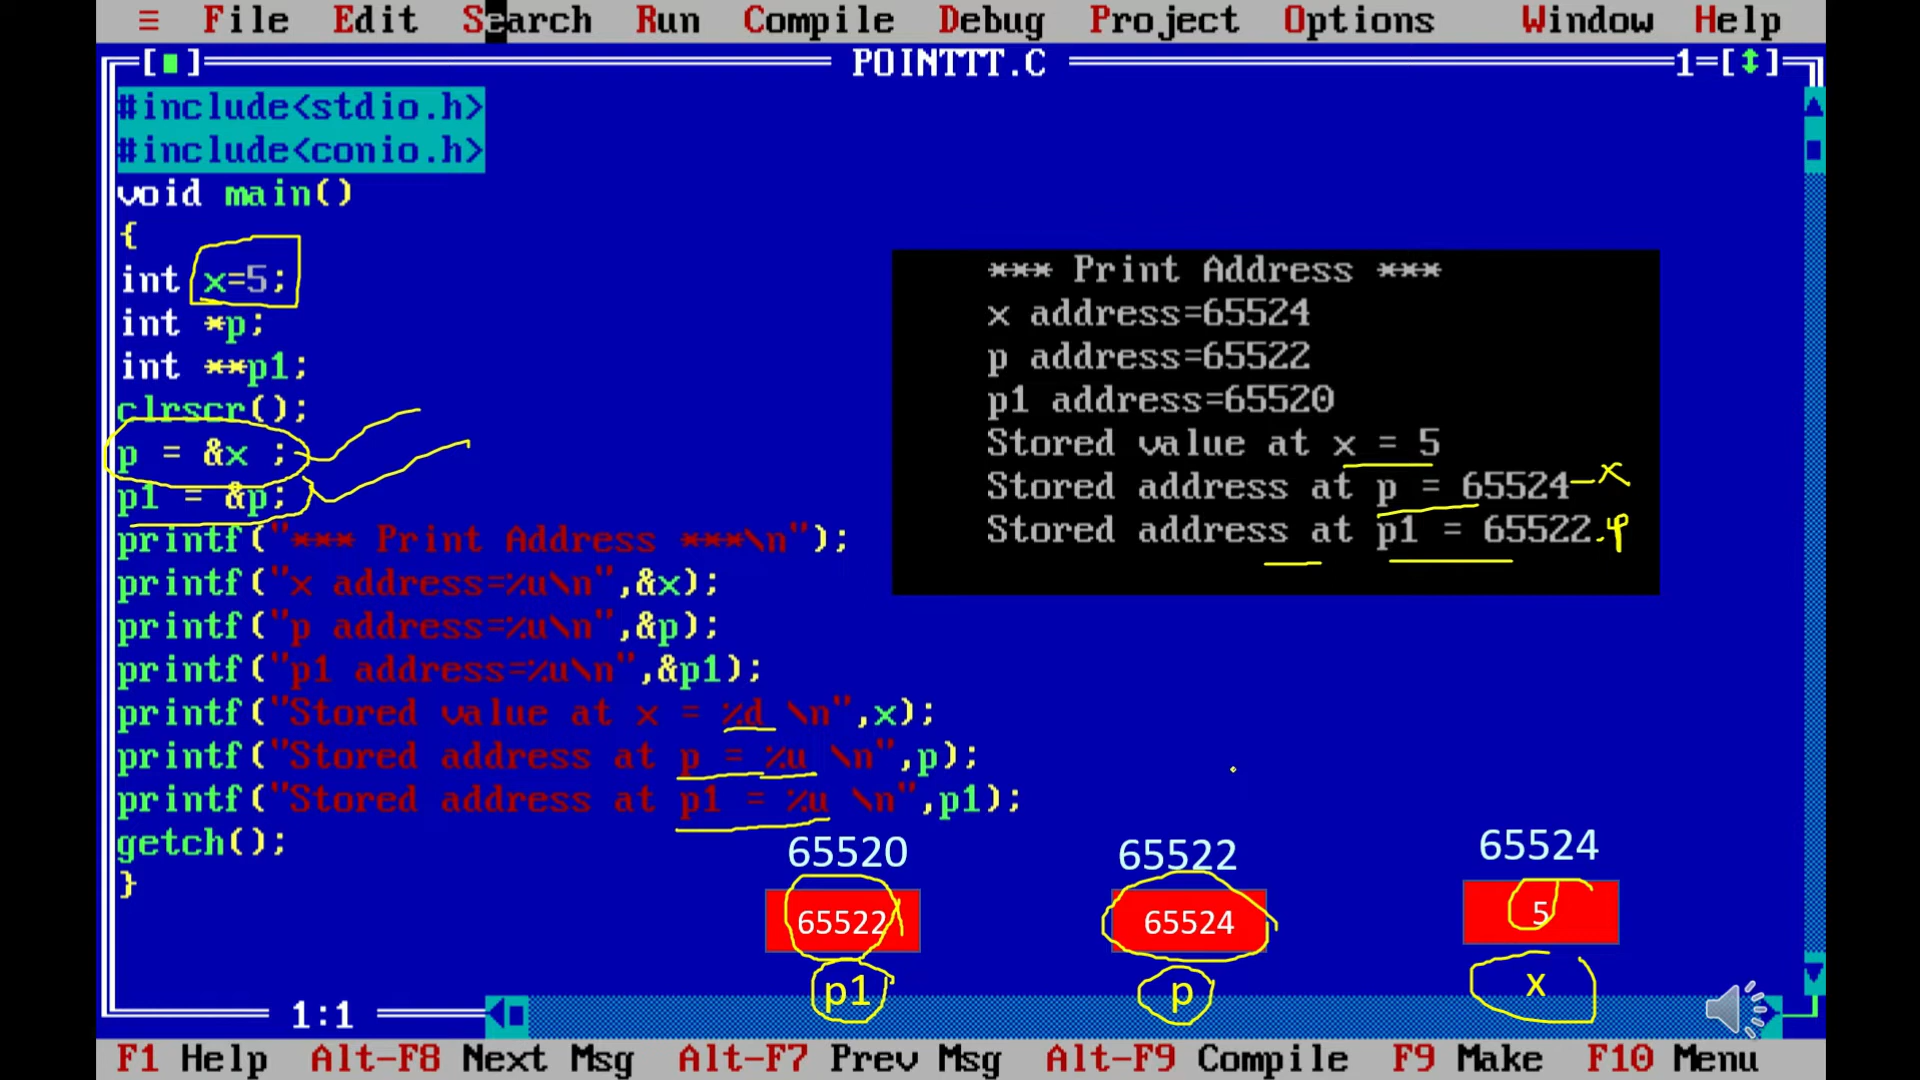 ≡ File Edit Search Run Compile Debug Project Options Window Help
[■] POINTTT.C 1=[↕]
#include<stdio.h>
#include<conio.h>
void main()
{
int x=5;
int *p;
int **p1;
clrscr();
p = &x ;
p1 = &p;
printf("*** Print Address ***\n");
printf("x address=%u\n",&x);
printf("p address=%u\n",&p);
printf("p1 address=%u\n",&p1);
printf("Stored value at x = %d \n",x);
printf("Stored address at p = %u \n",p);
printf("Stored address at p1 = %u \n",p1);
getch();
}
*** Print Address ***
x address=65524
p address=65522
p1 address=65520
Stored value at x = 5
Stored address at p = 65524 - x
Stored address at p1 = 65522 . p
65520 65522 65524
65522 65524 5
p1 p x
1:1
F1 Help Alt-F8 Next Msg Alt-F7 Prev Msg Alt-F9 Compile F9 Make F10 Menu